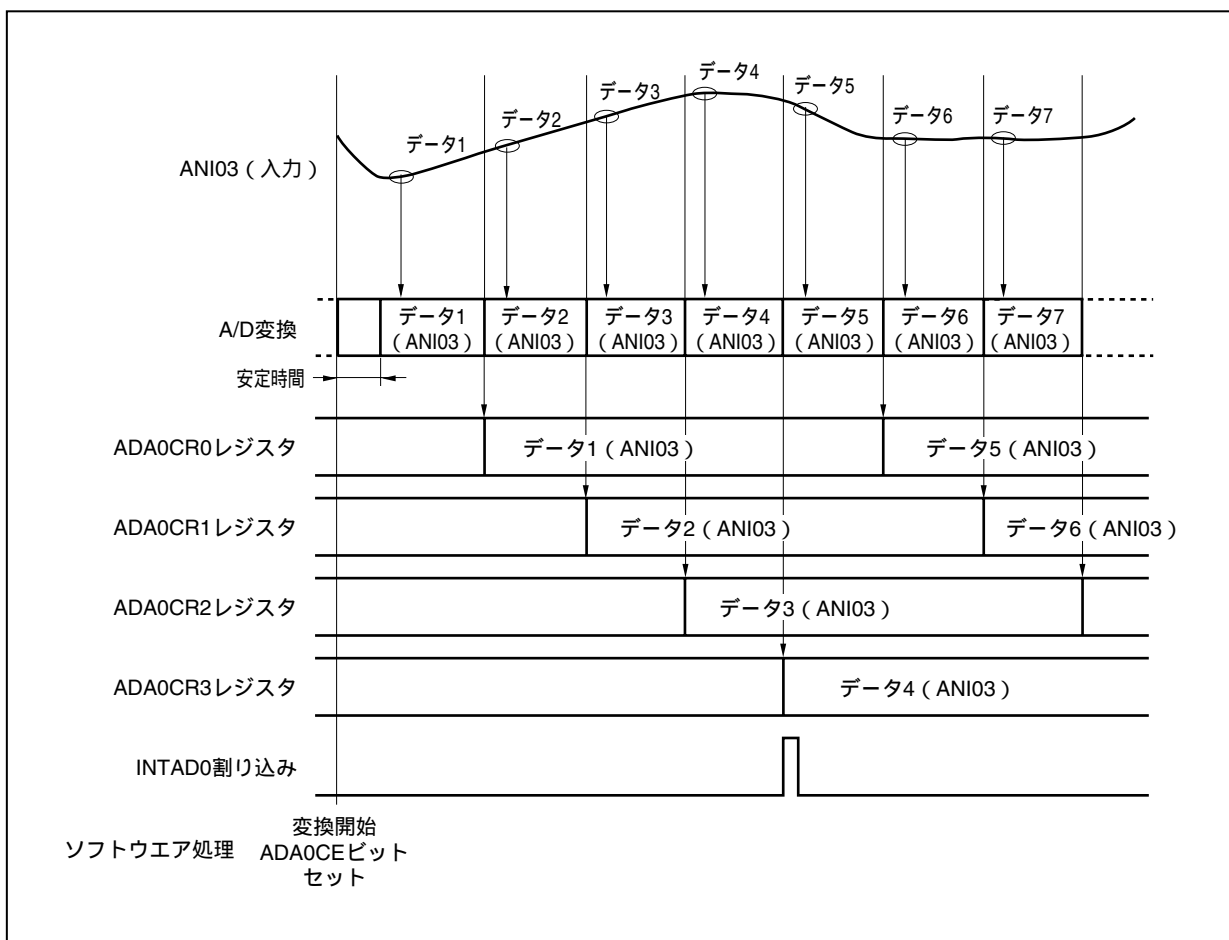 データ1
データ2
データ3
データ4
データ5
データ6
データ7
ANI03（入力）
A/D変換
データ1
（ANI03）
データ2
（ANI03）
データ3
（ANI03）
データ4
（ANI03）
データ5
（ANI03）
データ6
（ANI03）
データ7
（ANI03）
安定時間
ADA0CR0レジスタ
データ1（ANI03）
データ5（ANI03）
ADA0CR1レジスタ
データ2（ANI03）
データ6（ANI03）
ADA0CR2レジスタ
データ3（ANI03）
ADA0CR3レジスタ
データ4（ANI03）
INTAD0割り込み
ソフトウエア処理
変換開始
ADA0CEビット
セット